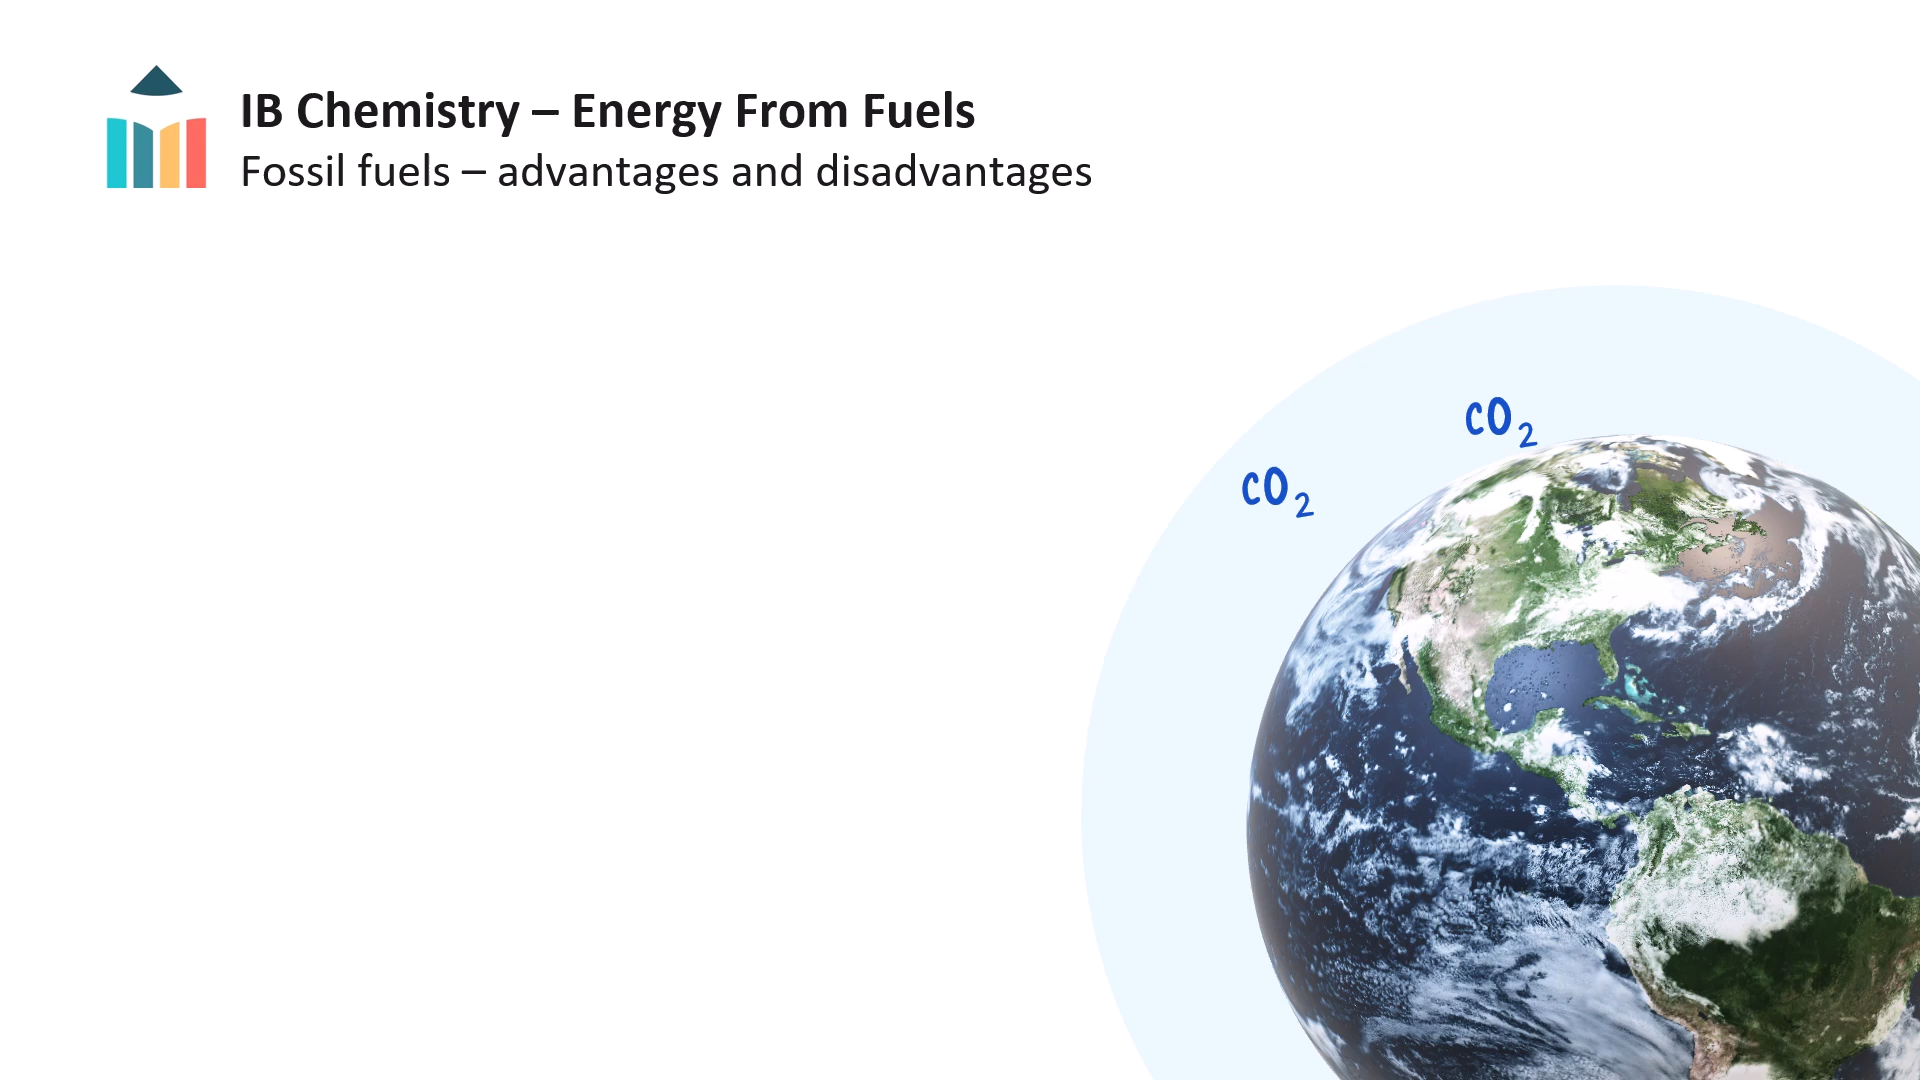 IB Chemistry – Energy From Fuels
Fossil fuels – advantages and disadvantages
CO₂
CO₂